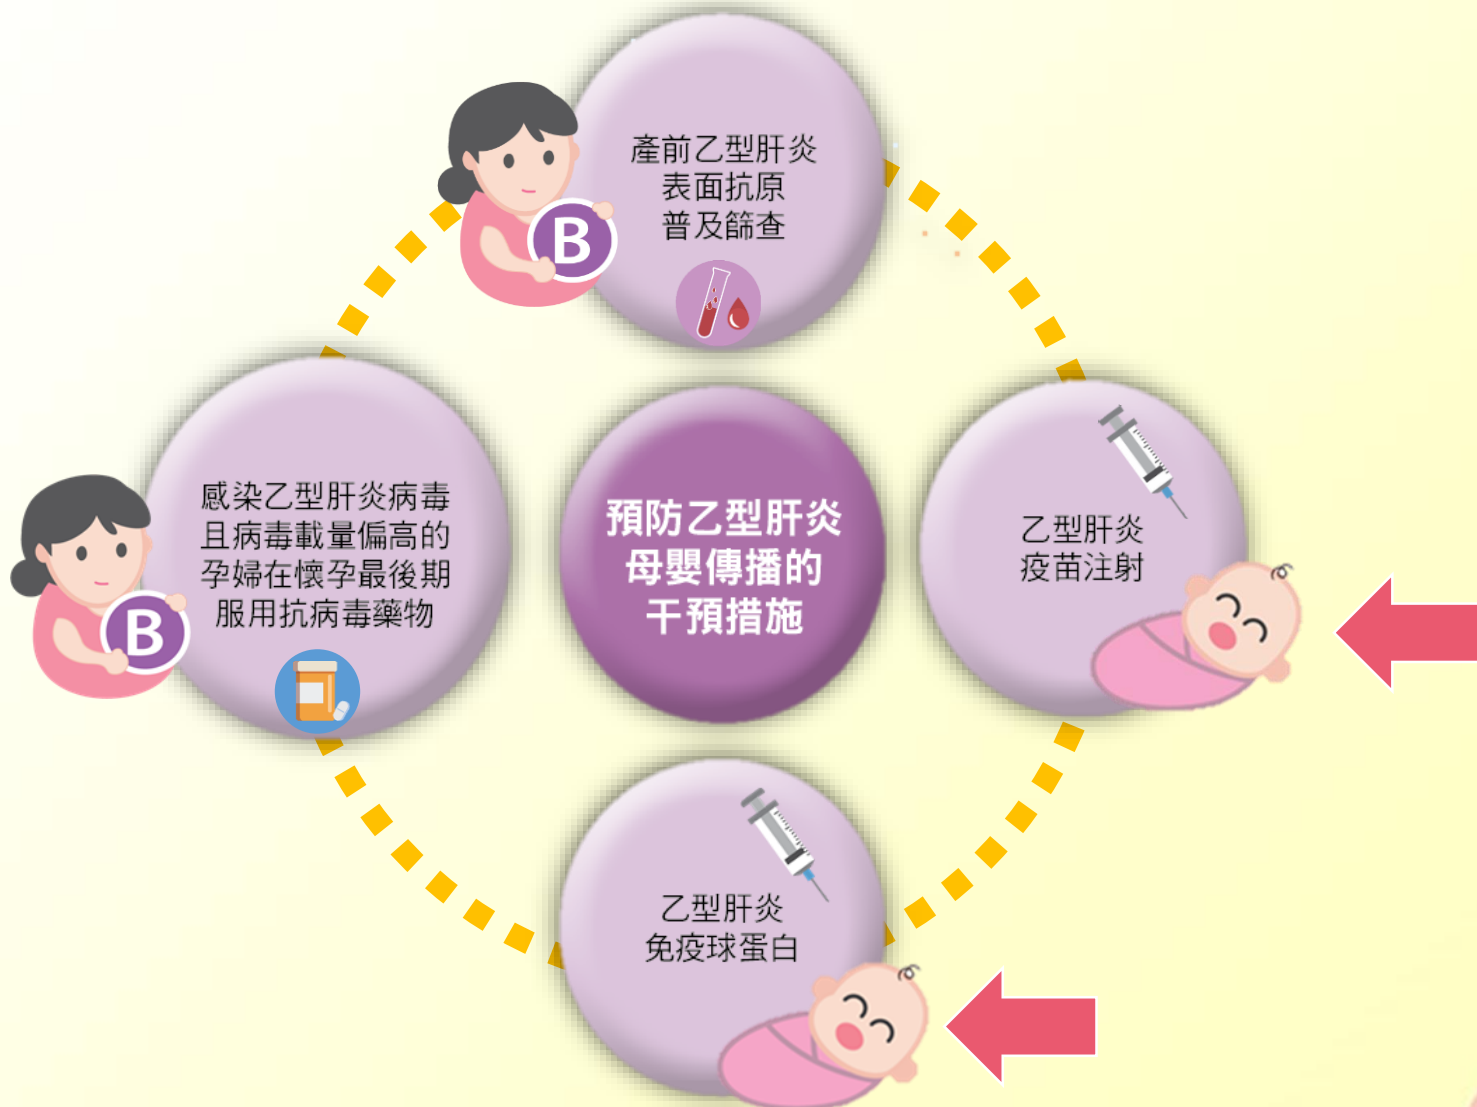 產前乙型肝炎
表面抗原
普及篩查
B
感染乙型肝炎病毒
且病毒載量偏高的
孕婦在懷孕最後期
服用抗病毒藥物
B
預防乙型肝炎
母嬰傳播的
干預措施
乙型肝炎
疫苗注射
乙型肝炎
免疫球蛋白